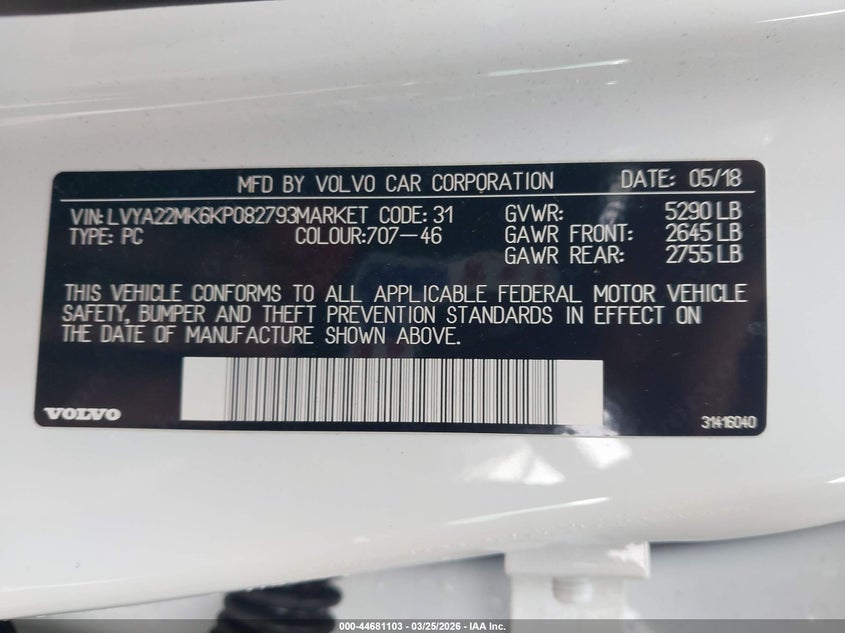 MFD BY VOLVO CAR CORPORATION DATE: 05/18
VIN: LVYA22MK6KP082793 MARKET CODE: 31 GVWR: 5290 LB
TYPE: PC COLOUR:707-46 GAWR FRONT: 2645 LB
GAWR REAR: 2755 LB
THIS VEHICLE CONFORMS TO ALL APPLICABLE FEDERAL MOTOR VEHICLE
SAFETY, BUMPER AND THEFT PREVENTION STANDARDS IN EFFECT ON
THE DATE OF MANUFACTURE SHOWN ABOVE.
VOLVO 31416040
000-44681103 - 03/25/2026 - IAA Inc.